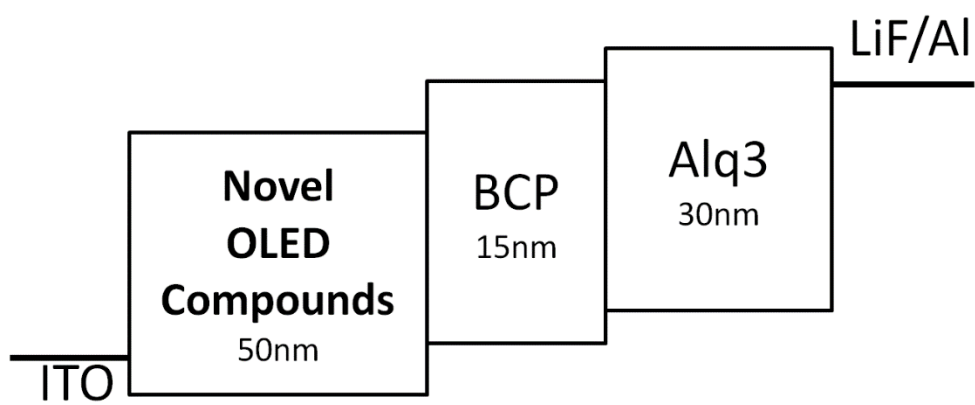 LiF/Al
Novel
OLED
Compounds
50nm
BCP
15nm
Alq3
30nm
ITO